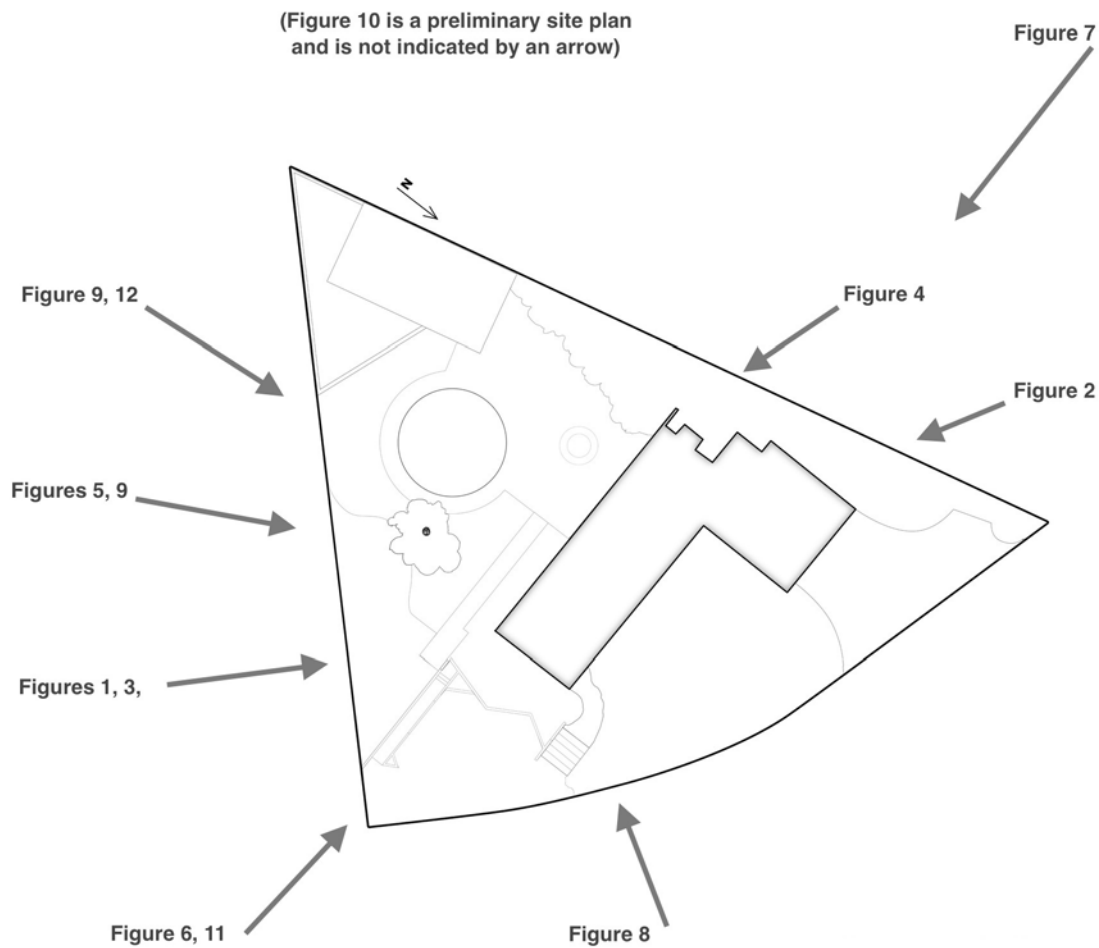 (Figure 10 is a preliminary site plan
and is not indicated by an arrow)
Figure 7
N
Figure 9, 12
Figure 4
Figure 2
Figures 5, 9
Figures 1, 3,
Figure 6, 11
Figure 8